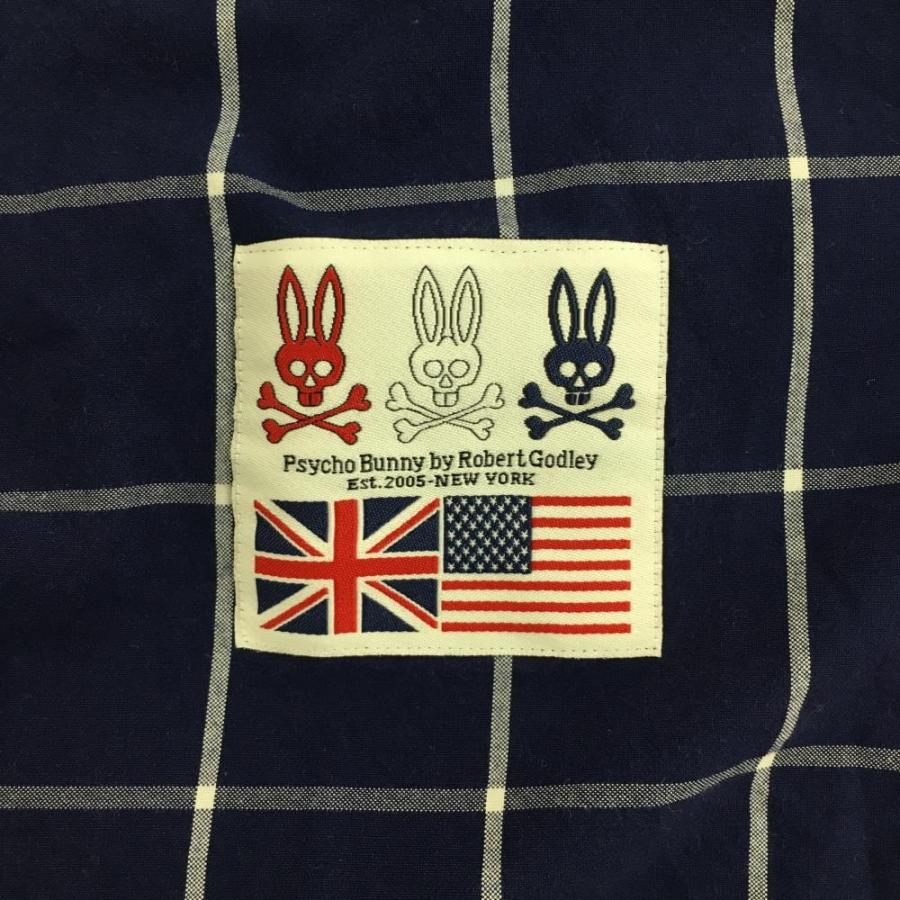 Psycho Bunny by Robert Godley
EST.2005-NEW YORK